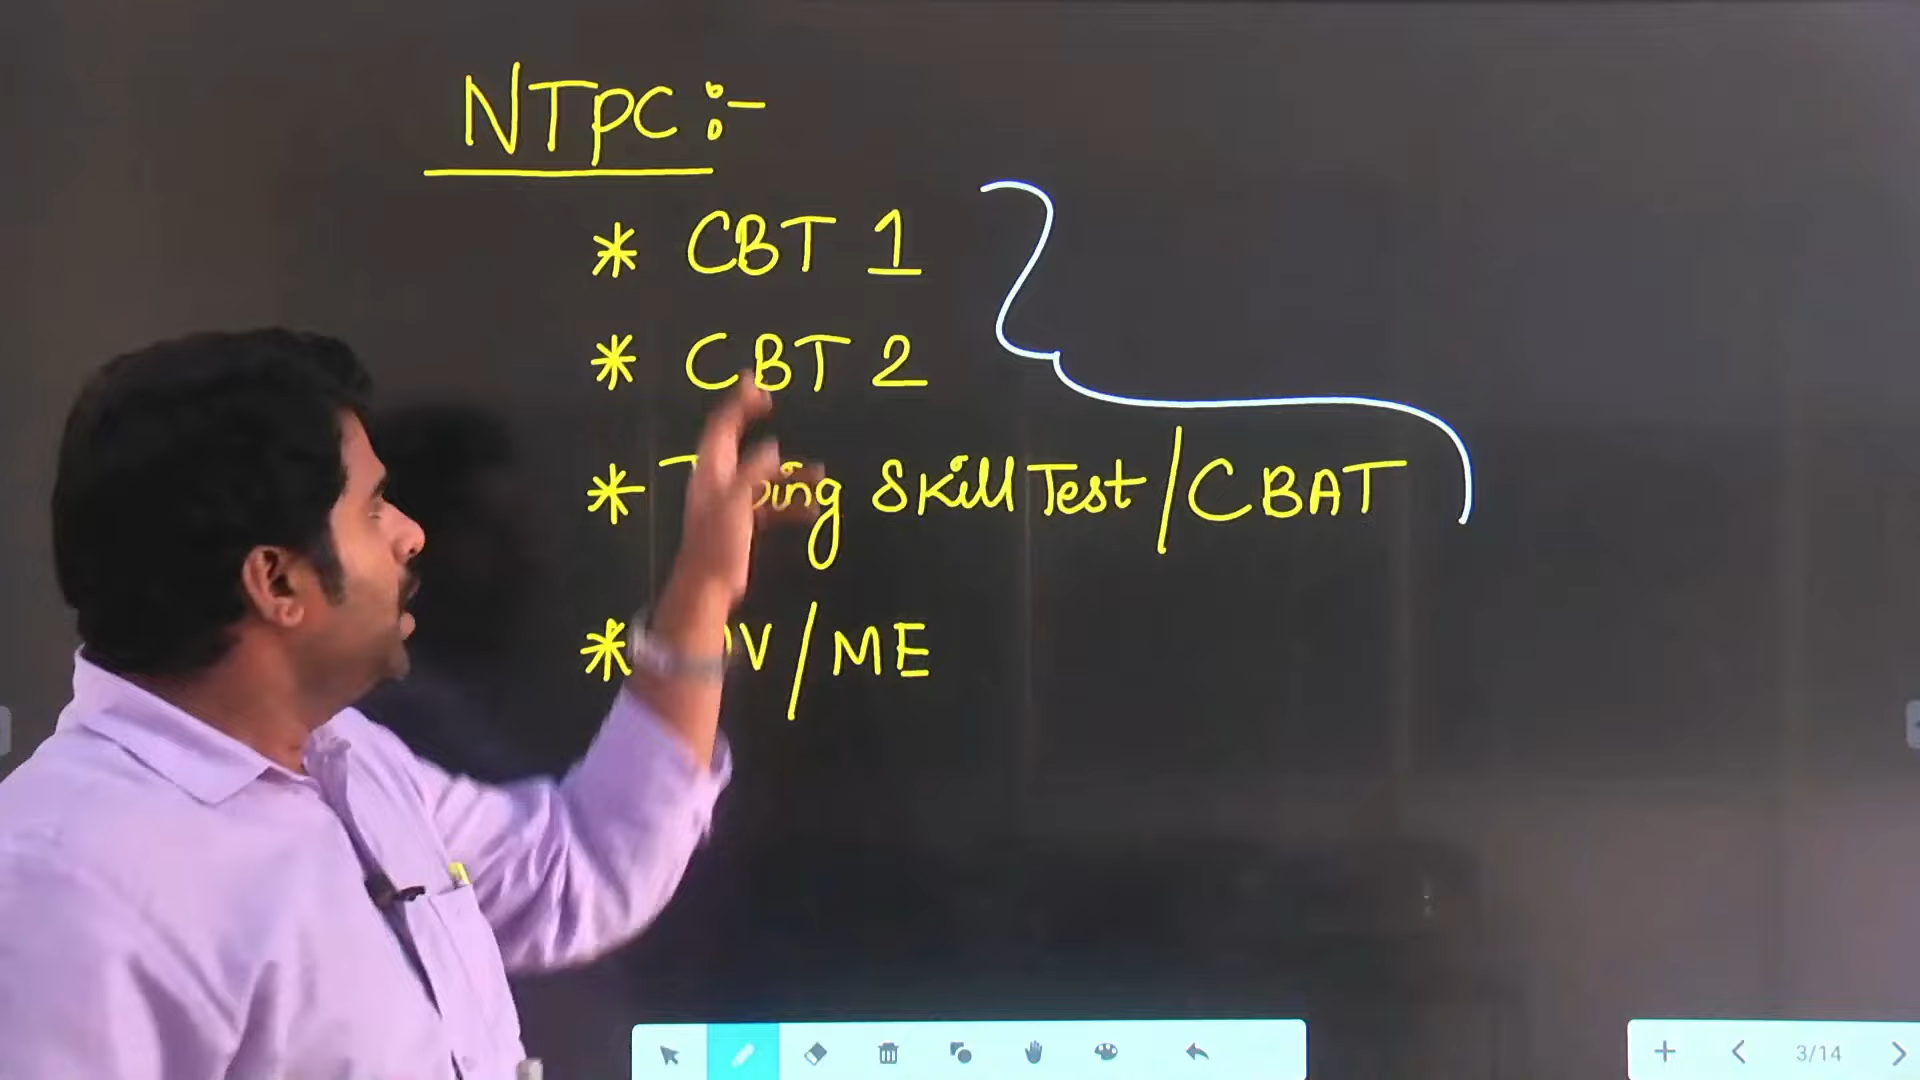 NTPC :-
* CBT 1
* CBT 2
* Skill Test / CBAT
* / ME
3/14